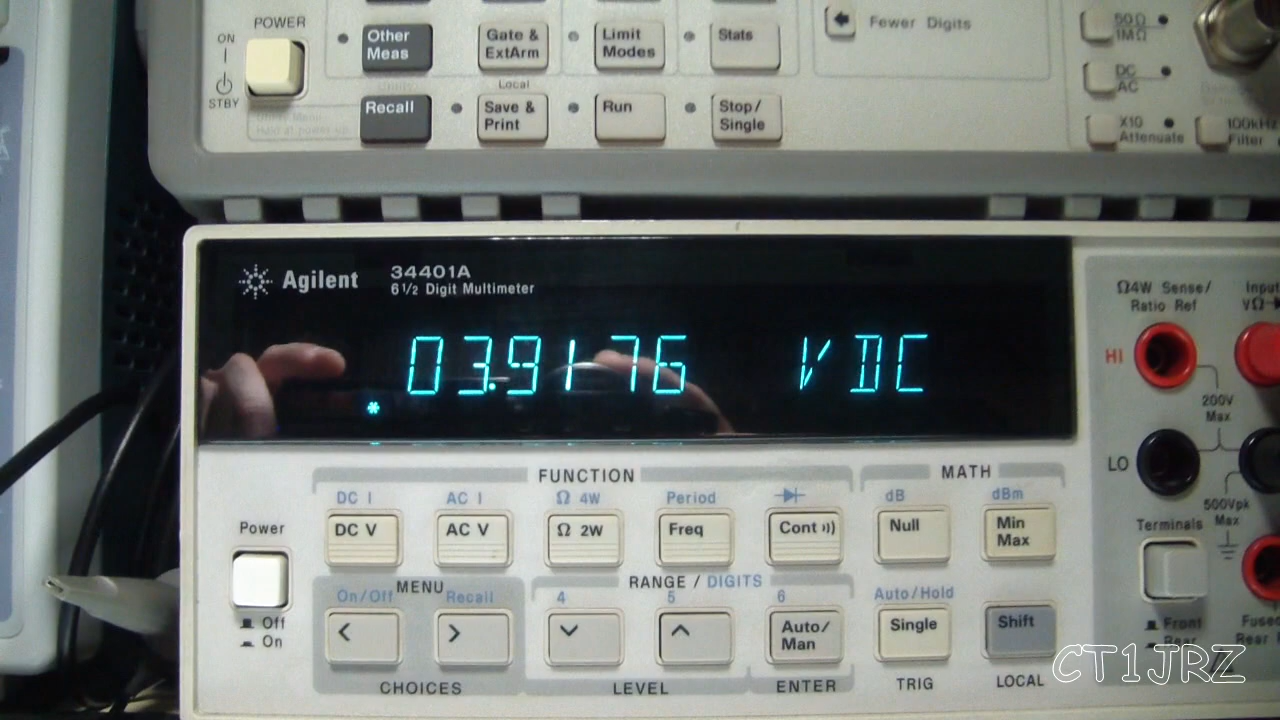 POWER
ON
STBY
Other
Meas
Gate &
ExtArm
Limit
Modes
Stats
Fewer Digits
50Ω
1MΩ
DC
AC
Local
Recall
Save &
Print
Run
Stop/
Single
X10
Attenuate
100kHz
Filter
Agilent
34401A
6½ Digit Multimeter
03.9176 VDC
*
Ω4W Sense/
Ratio Ref
Input
VΩ
HI
200V
Max
LO
500Vpk
Max
FUNCTION
MATH
DC I
AC I
Ω 4W
Period
dB
dBm
Power
DC V
AC V
Ω 2W
Freq
Cont
Null
Min
Max
Terminals
MENU
RANGE / DIGITS
On/Off
Recall
4
5
6
Auto/Hold
<
>
Auto/
Man
Single
Shift
Off
On
Front
Rear
Fused
Rear
CHOICES
LEVEL
ENTER
TRIG
LOCAL
CT1JRZ